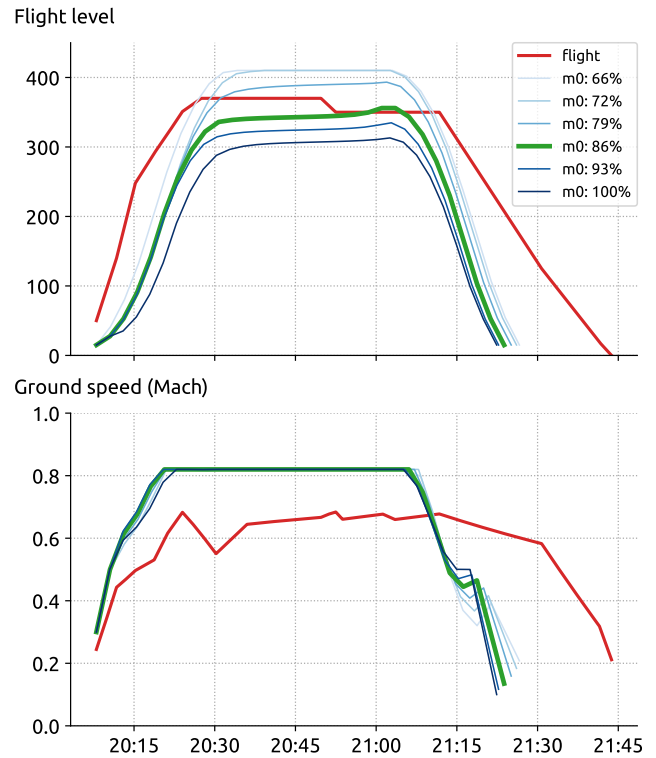 Flight level
400
300
200
100
0
flight
m0: 66%
m0: 72%
m0: 79%
m0: 86%
m0: 93%
m0: 100%
Ground speed (Mach)
1.0
0.8
0.6
0.4
0.2
0.0
20:15 20:30 20:45 21:00 21:15 21:30 21:45